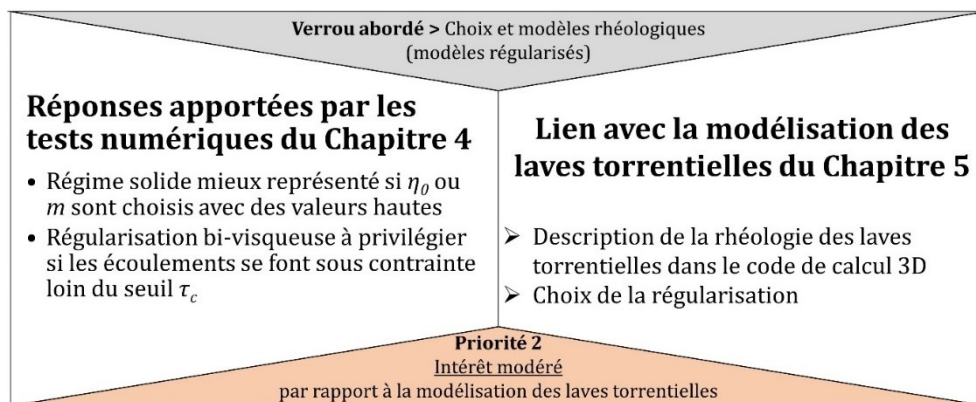 Verrou abordé > Choix et modèles rhéologiques
(modèles régularisés)
Réponses apportées par les
tests numériques du Chapitre 4
• Régime solide mieux représenté si η₀ ou
m sont choisis avec des valeurs hautes
• Régularisation bi-visqueuse à privilégier
si les écoulements se font sous contrainte
loin du seuil τ_c
Lien avec la modélisation des
laves torrentielles du Chapitre 5
➢ Description de la rhéologie des laves
torrentielles dans le code de calcul 3D
➢ Choix de la régularisation
Priorité 2
Intérêt modéré
par rapport à la modélisation des laves torrentielles